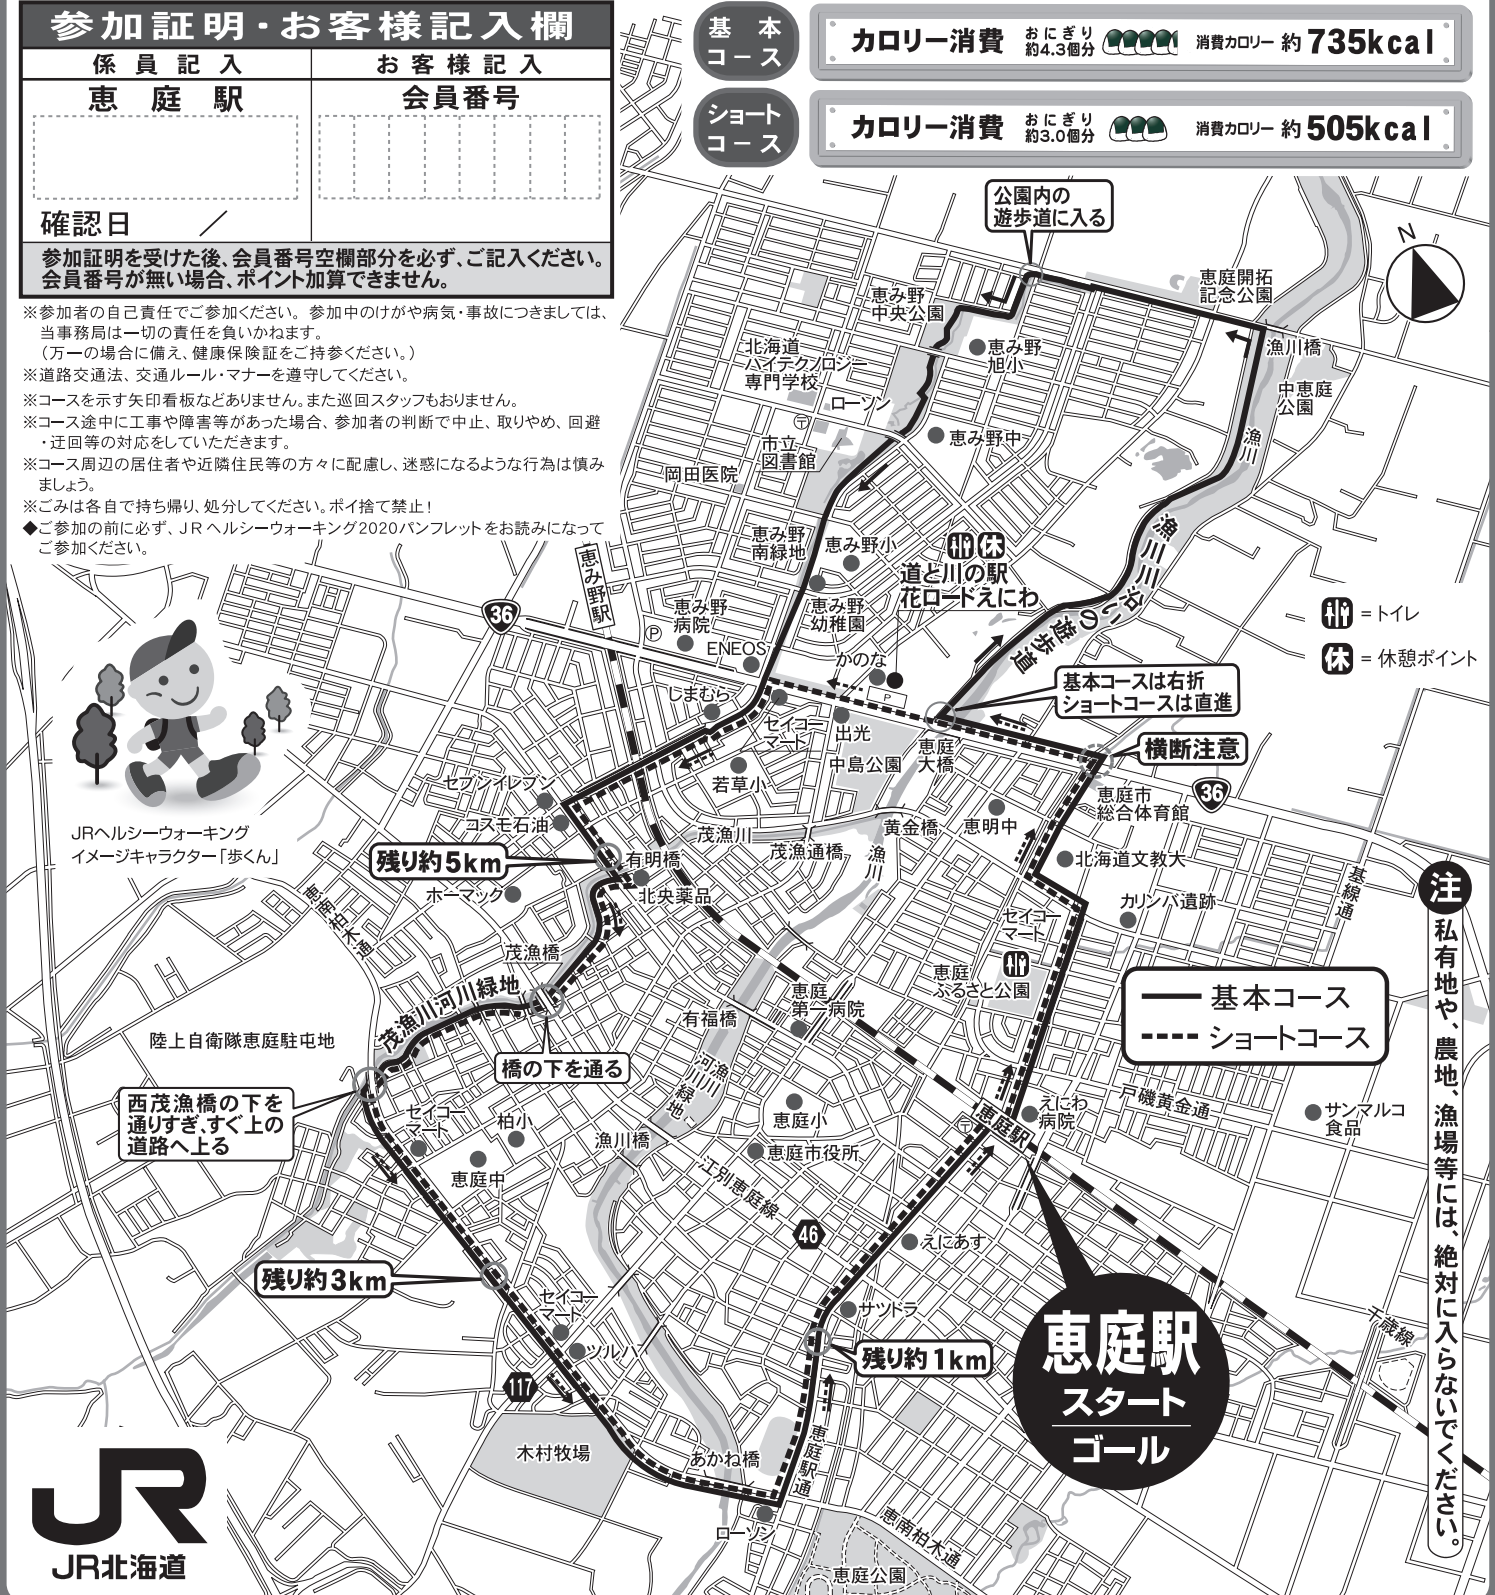 参加証明・お客様記入欄
係員記入
お客様記入
恵庭駅
会員番号
確認日　／
参加証明を受けた後、会員番号空欄部分を必ず、ご記入ください。
会員番号が無い場合、ポイント加算できません。
※参加者の自己責任でご参加ください。参加中のけがや病気・事故につきましては、
当事務局は一切の責任を負いかねます。
（万一の場合に備え、健康保険証をご持参ください。）
※道路交通法、交通ルール・マナーを遵守してください。
※コースを示す矢印看板などありません。また巡回スタッフもおりません。
※コース途中に工事や障害等があった場合、参加者の判断で中止、取りやめ、回避
・迂回等の対応をしていただきます。
※コース周辺の居住者や近隣住民等の方々に配慮し、迷惑になるような行為は慎み
ましょう。
※ごみは各自で持ち帰り、処分してください。ポイ捨て禁止！
◆ご参加の前に必ず、JRヘルシーウォーキング2020パンフレットをお読みになって
ご参加ください。
基本
コース
カロリー消費
おにぎり
約4.3個分
消費カロリー 約735kcal
ショート
コース
カロリー消費
おにぎり
約3.0個分
消費カロリー 約505kcal
公園内の
遊歩道に入る
N
恵庭開拓
記念公園
恵み野
中央公園
漁川橋
北海道
ハイテクノロジー
専門学校
恵み野
旭小
中恵庭
公園
ローソン
〒
漁川
恵み野中
市立
図書館
岡田医院
恵み野
南緑地
恵み野小
休
道と川の駅
花ロードえにわ
漁川川沿いの遊歩道
恵み野駅
36
恵み野
病院
P
恵み野
幼稚園
= トイレ
休 = 休憩ポイント
ENEOS
かのな
P
しまむら
基本コースは右折
ショートコースは直進
セイコー
マート
出光
中島公園
恵庭
大橋
横断注意
恵庭市
総合体育館
36
セブンイレブン
若草小
コスモ石油
茂漁川
茂漁通橋
黄金橋
恵明中
漁川
JRヘルシーウォーキング
イメージキャラクター「歩くん」
残り約5km
有明橋
北海道文教大
基線通
ホーマック
北央薬品
カリンバ遺跡
セイコー
マート
恵南柏木通
茂漁橋
恵庭
ふるさと公園
恵庭
第一病院
有福橋
基本コース
ショートコース
茂漁川河川緑地
陸上自衛隊恵庭駐屯地
橋の下を通る
漁川河川緑地
西茂漁橋の下を
通りすぎ、すぐ上の
道路へ上る
セイコー
マート
柏小
恵庭小
〒
恵庭駅
えにわ
病院
戸磯黄金通
サンマルコ
食品
漁川橋
恵庭市役所
恵庭中
江別恵庭線
46
えにあす
残り約3km
セイコー
マート
サツドラ
ツルハ
残り約1km
117
恵庭駅
スタート
ゴール
千歳線
木村牧場
あかね橋
恵庭駅通
ローソン
恵南柏木通
恵庭公園
JR
JR北海道
注
私有地や、農地、漁場等には、絶対に入らないでください。